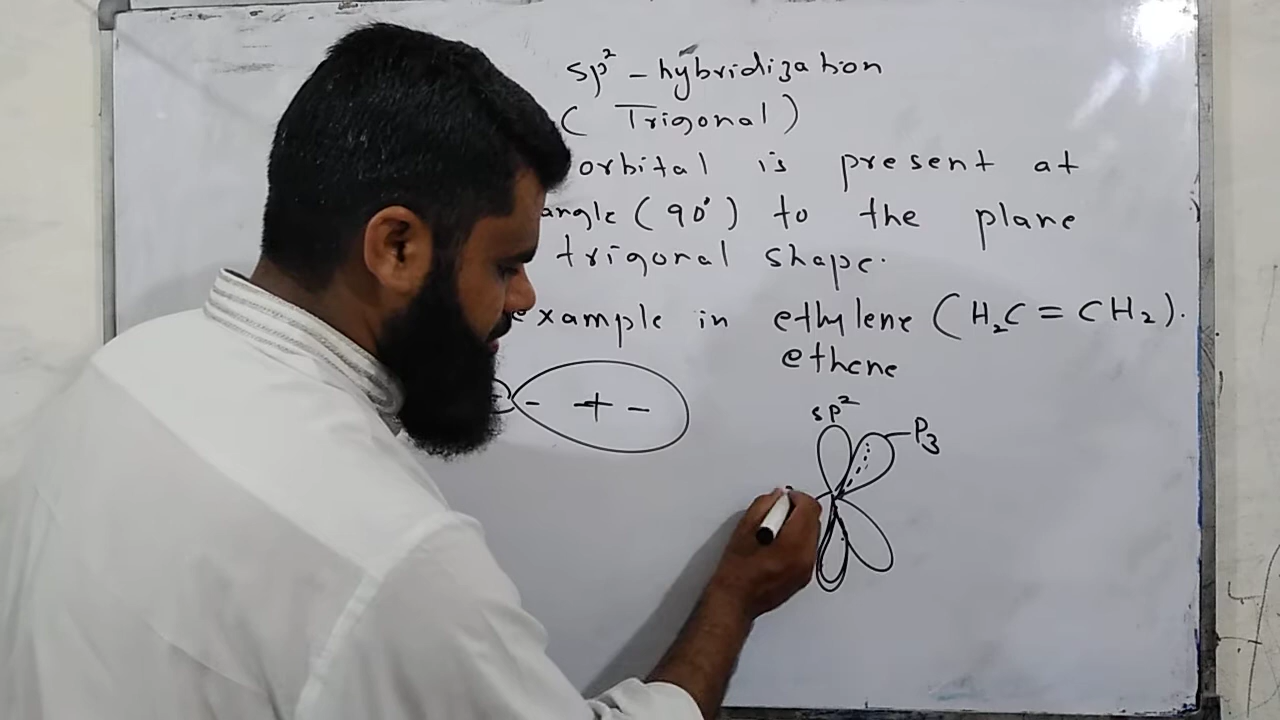 sp² - hybridization
( Trigonal )
orbital is present at
angle ( 90° ) to the plane
trigonal shape.
example in ethylene ( H₂C = CH₂ ).
ethene
- + -
sp²
P₃